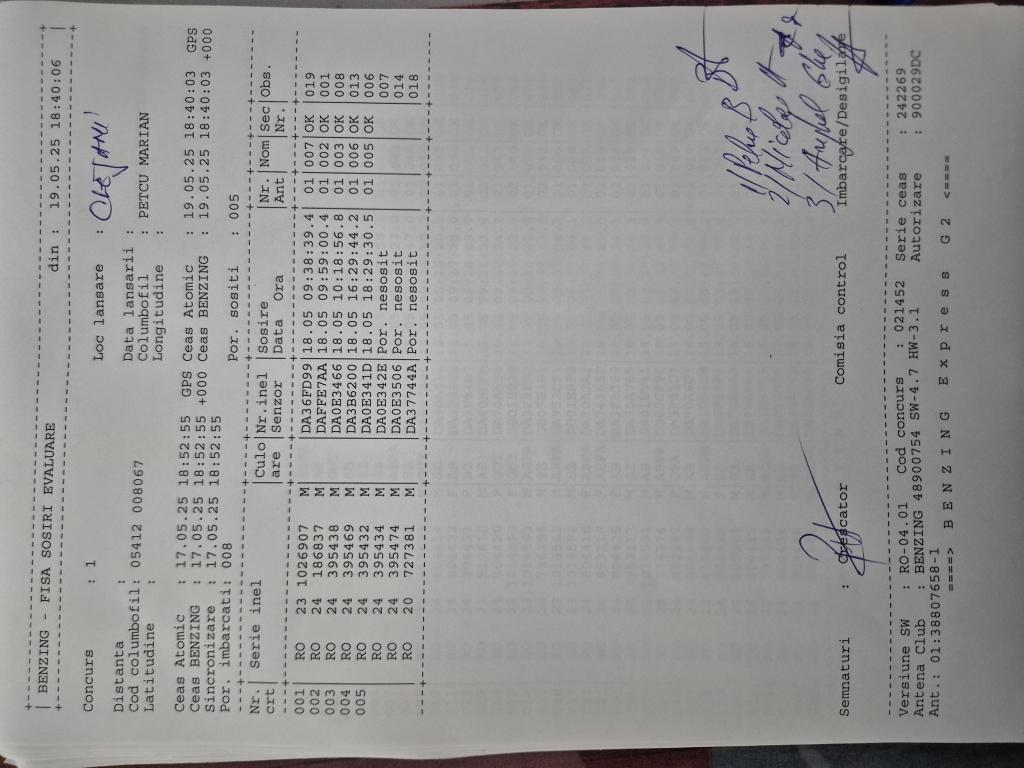 +---------------------------------------------------------------------------+
| BENZING - FISA SOSIRI EVALUARE                    din : 19.05.25 18:40:06 |
+---------------------------------------------------------------------------+
Concurs : 1 Loc lansare :
Distanta : Data lansarii :
Cod columbofil: 05412 008067 Columbofil : PETCU MARIAN
Latitudine : Longitudine :
Ceas Atomic : 17.05.25 18:52:55 GPS Ceas Atomic : 19.05.25 18:40:03 GPS
Ceas BENZING : 17.05.25 18:52:55 +000 Ceas BENZING : 19.05.25 18:40:03 +000
Sincronizare : 17.05.25 18:52:55
Por. imbarcati: 008 Por. sositi : 005
Nr.| Serie inel |Culo|Nr.inel |Sosire |Nr. |Nom|Sec|Obs.
crt| |are |Senzor |Data Ora |Ant | |Nr.|
001 | RO 23 1026907 M | |DA36FD99|18.05 09:38:39.4| 01|007|OK |019
002 | RO 24 186837 M | |DAFFE7AA|18.05 09:59:00.4| 01|002|OK |001
003 | RO 24 395438 M | |DA0E3466|18.05 10:18:56.8| 01|003|OK |008
004 | RO 24 395469 M | |DA3B6200|18.05 16:29:44.2| 01|006|OK |013
005 | RO 24 395432 M | |DA0E341D|18.05 18:29:30.5| 01|005|OK |006
| RO 24 395434 M | |DA0E342E|Por. nesosit | | | |007
| RO 24 395474 M | |DA0E3506|Por. nesosit | | | |014
| RO 20 727381 M | |DA37744A|Por. nesosit | | | |018
1/ Petre B
2/ Nicolae H
3/ Anghel Ghe
Semnaturi : Crescator Comisia control Imbarcare/Desigilare
Versiune SW : RO-04.01 Cod concurs : 021452 Serie ceas : 242269
Antena Club : BENZING 48900754 SW-4.7 HW-3.1 Autorizare : 900029DC
Ant.: 01:38807658-1
====> B E N Z I N G E x p r e s s G 2 <====